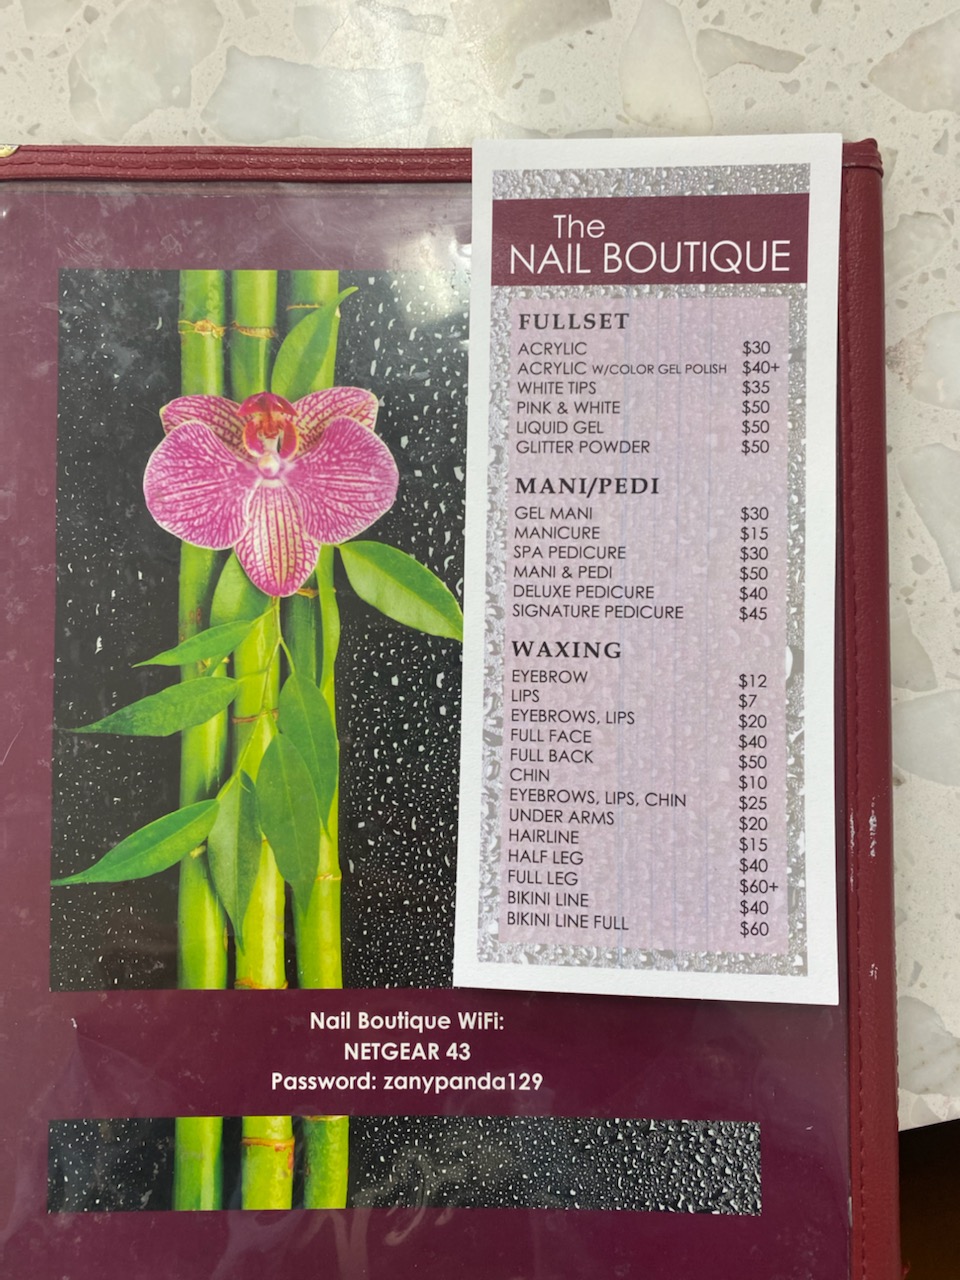 The
NAIL BOUTIQUE
FULLSET
ACRYLIC $30
ACRYLIC W/COLOR GEL POLISH $40+
WHITE TIPS $35
PINK & WHITE $50
LIQUID GEL $50
GLITTER POWDER $50
MANI/PEDI
GEL MANI $30
MANICURE $15
SPA PEDICURE $30
MANI & PEDI $50
DELUXE PEDICURE $40
SIGNATURE PEDICURE $45
WAXING
EYEBROW $12
LIPS $7
EYEBROWS, LIPS $20
FULL FACE $40
FULL BACK $50
CHIN $10
EYEBROWS, LIPS, CHIN $25
UNDER ARMS $20
HAIRLINE $15
HALF LEG $40
FULL LEG $60+
BIKINI LINE $40
BIKINI LINE FULL $60
Nail Boutique WiFi:
NETGEAR 43
Password: zanypanda129